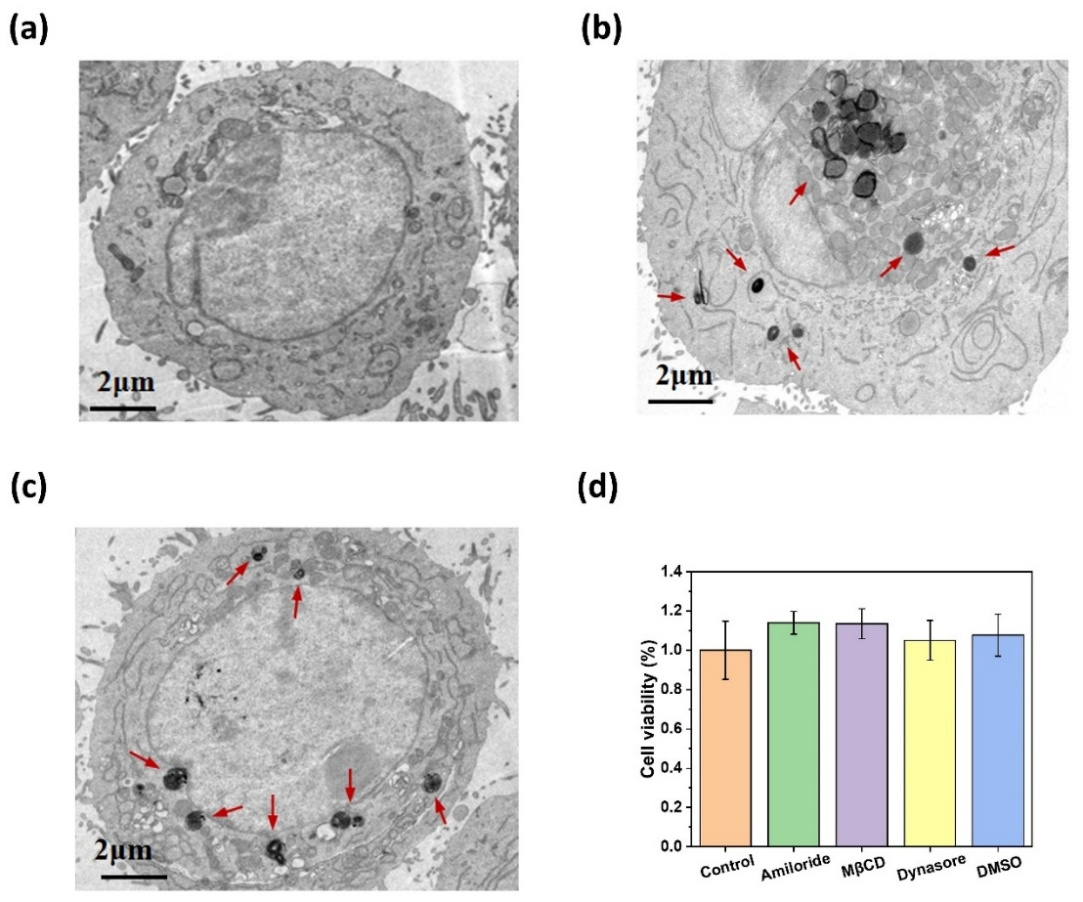 (a)
(b)
2μm
2μm
(c)
(d)
2μm
Cell viability (%)
1.4
1.2
1.0
0.8
0.6
0.4
0.2
0.0
Control
Amiloride
MβCD
Dynasore
DMSO